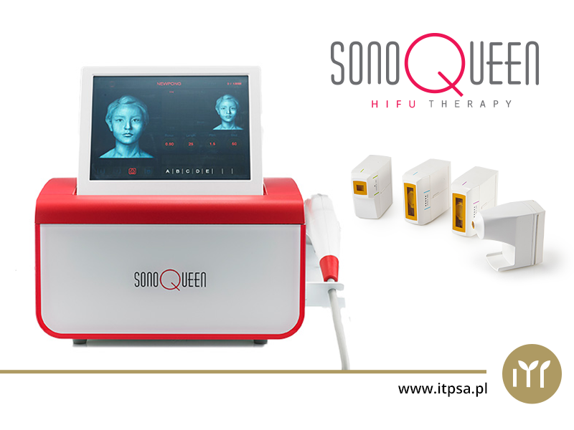 SONOQUEEN
HIFU THERAPY
SONOQUEEN
A|B|C|D|E|
www.itpsa.pl